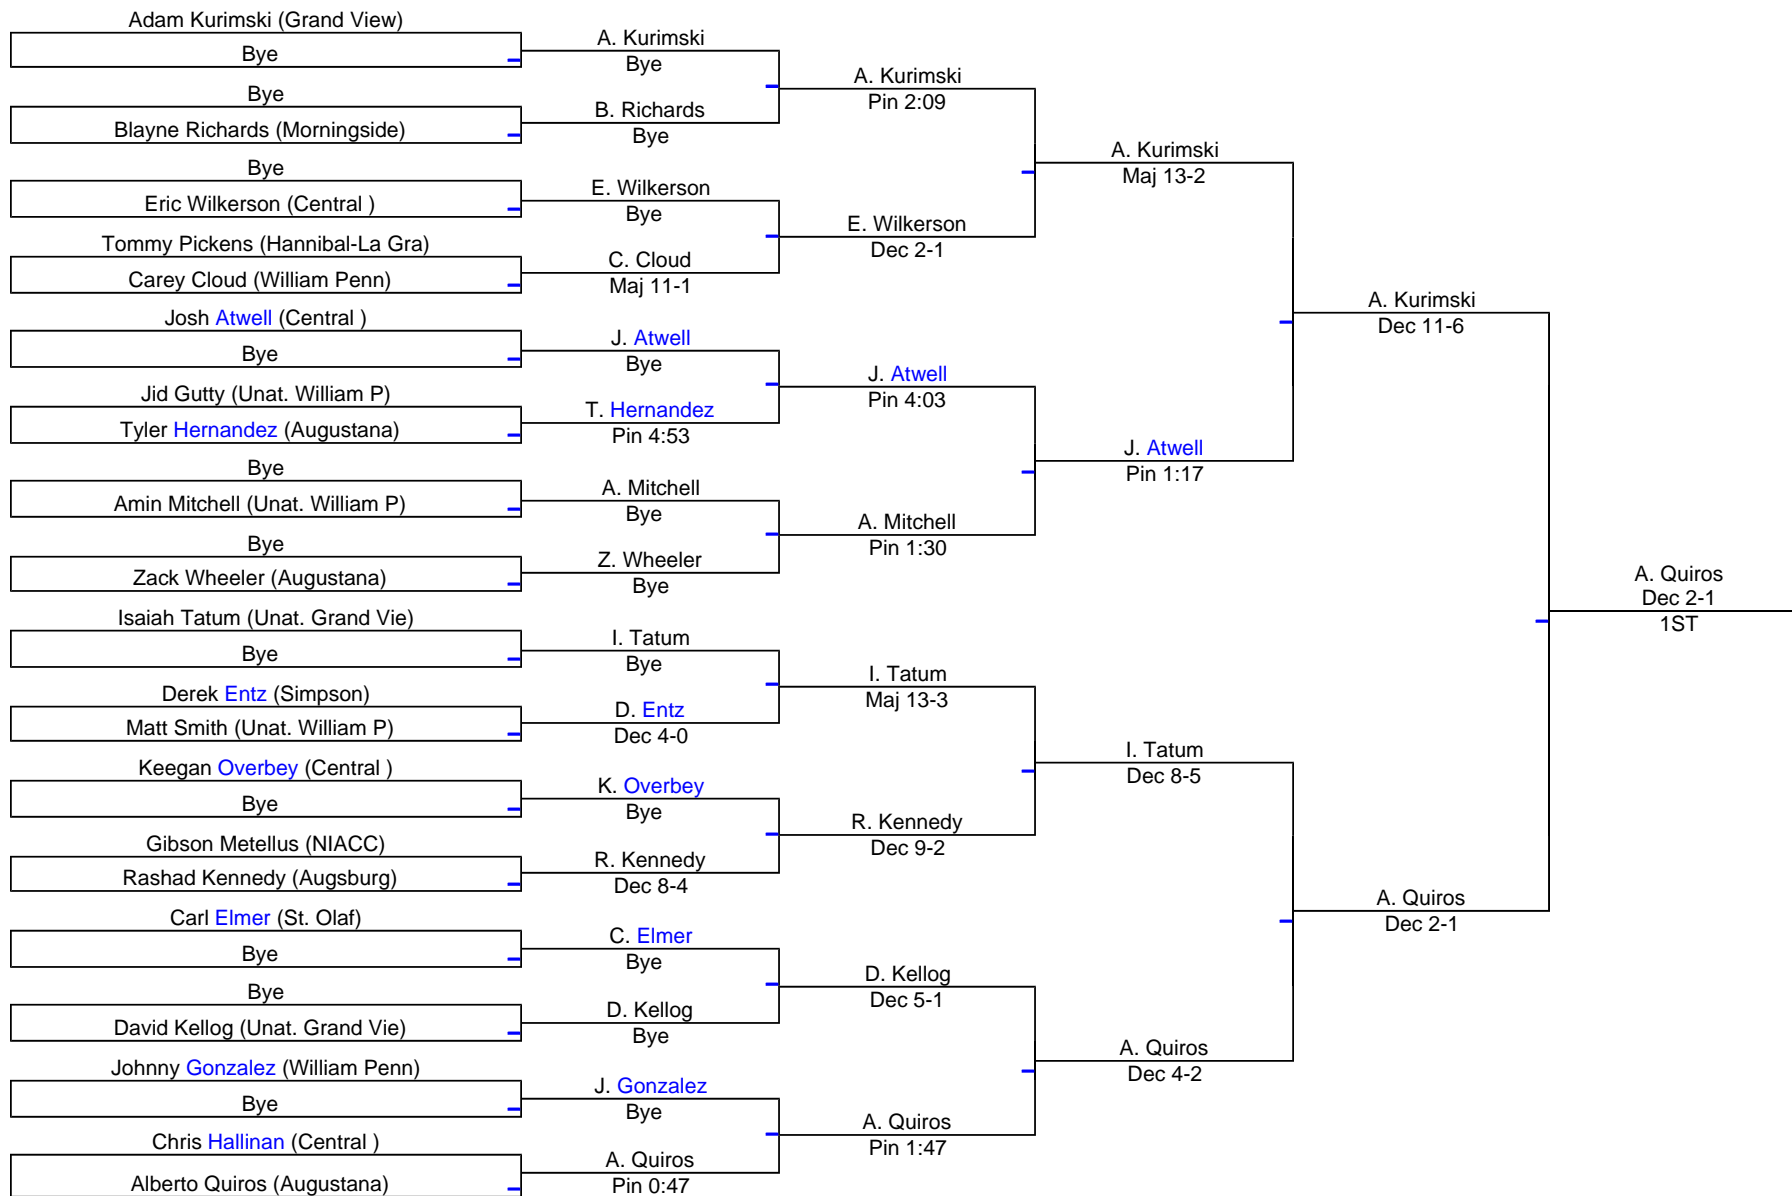 Adam Kurimski (Grand View)
Bye
Bye
Blayne Richards (Morningside)
Bye
Eric Wilkerson (Central )
Tommy Pickens (Hannibal-La Gra)
Carey Cloud (William Penn)
Josh Atwell (Central )
Bye
Jid Gutty (Unat. William P)
Tyler Hernandez (Augustana)
Bye
Amin Mitchell (Unat. William P)
Bye
Zack Wheeler (Augustana)
Isaiah Tatum (Unat. Grand Vie)
Bye
Derek Entz (Simpson)
Matt Smith (Unat. William P)
Keegan Overbey (Central )
Bye
Gibson Metellus (NIACC)
Rashad Kennedy (Augsburg)
Carl Elmer (St. Olaf)
Bye
Bye
David Kellog (Unat. Grand Vie)
Johnny Gonzalez (William Penn)
Bye
Chris Hallinan (Central )
Alberto Quiros (Augustana)
A. Kurimski
Bye
B. Richards
Bye
E. Wilkerson
Bye
C. Cloud
Maj 11-1
J. Atwell
Bye
T. Hernandez
Pin 4:53
A. Mitchell
Bye
Z. Wheeler
Bye
I. Tatum
Bye
D. Entz
Dec 4-0
K. Overbey
Bye
R. Kennedy
Dec 8-4
C. Elmer
Bye
D. Kellog
Bye
J. Gonzalez
Bye
A. Quiros
Pin 0:47
A. Kurimski
Pin 2:09
E. Wilkerson
Dec 2-1
J. Atwell
Pin 4:03
A. Mitchell
Pin 1:30
I. Tatum
Maj 13-3
R. Kennedy
Dec 9-2
D. Kellog
Dec 5-1
A. Quiros
Pin 1:47
A. Kurimski
Maj 13-2
J. Atwell
Pin 1:17
I. Tatum
Dec 8-5
A. Quiros
Dec 4-2
A. Kurimski
Dec 11-6
A. Quiros
Dec 2-1
A. Quiros
Dec 2-1
1ST